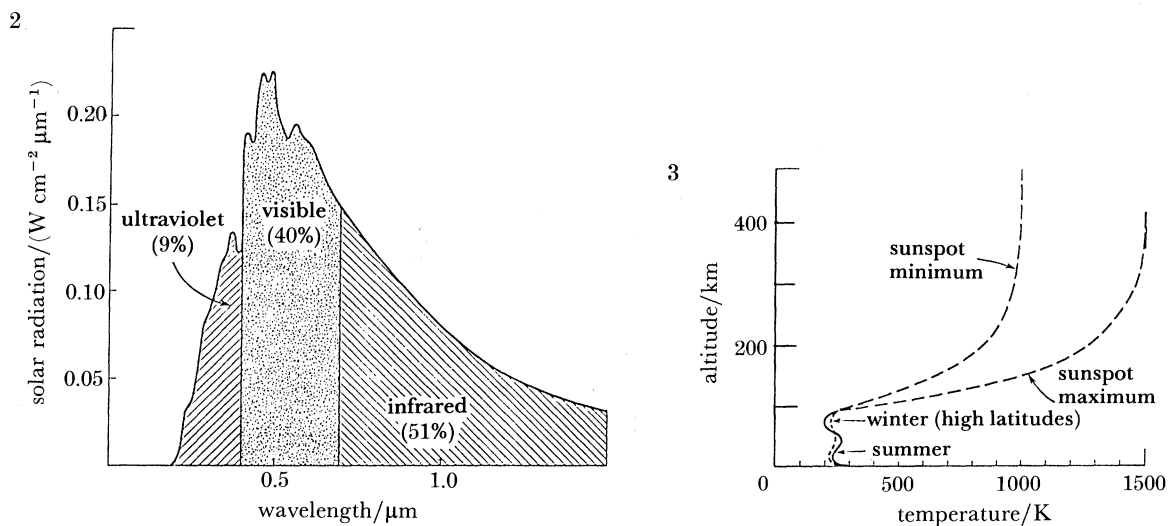 2
solar radiation/(W cm⁻² μm⁻¹)
0.20
0.15
0.10
0.05
ultraviolet
(9%)
visible
(40%)
infrared
(51%)
0.5
1.0
wavelength/μm
3
altitude/km
400
200
sunspot
minimum
sunspot
maximum
winter (high latitudes)
summer
0
500
1000
1500
temperature/K